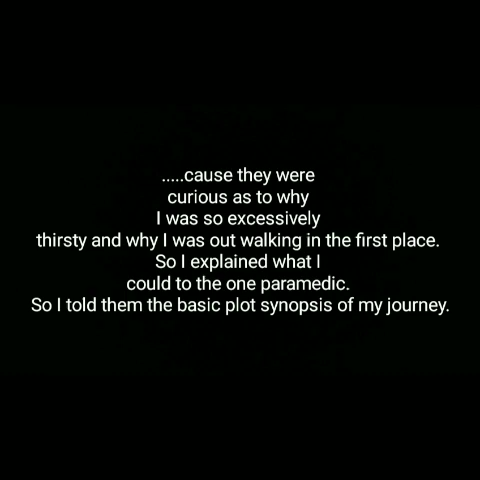 .....cause they were
curious as to why
I was so excessively
thirsty and why I was out walking in the first place.
So I explained what I
could to the one paramedic.
So I told them the basic plot synopsis of my journey.